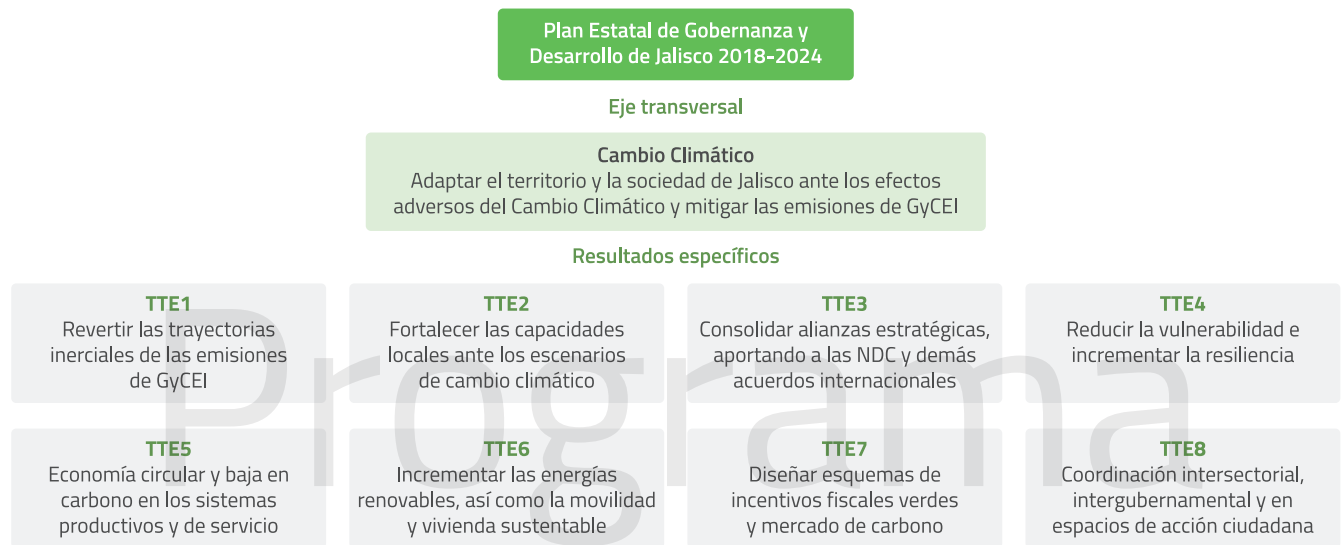 Plan Estatal de Gobernanza y
Desarrollo de Jalisco 2018-2024
Eje transversal
Cambio Climático
Adaptar el territorio y la sociedad de Jalisco ante los efectos
adversos del Cambio Climático y mitigar las emisiones de GyCEI
Resultados específicos
TTE1
Revertir las trayectorias
inerciales de las emisiones
de GyCEI
TTE2
Fortalecer las capacidades
locales ante los escenarios
de cambio climático
TTE3
Consolidar alianzas estratégicas,
aportando a las NDC y demás
acuerdos internacionales
TTE4
Reducir la vulnerabilidad e
incrementar la resiliencia
Programa
TTE5
Economía circular y baja en
carbono en los sistemas
productivos y de servicio
TTE6
Incrementar las energías
renovables, así como la movilidad
y vivienda sustentable
TTE7
Diseñar esquemas de
incentivos fiscales verdes
y mercado de carbono
TTE8
Coordinación intersectorial,
intergubernamental y en
espacios de acción ciudadana